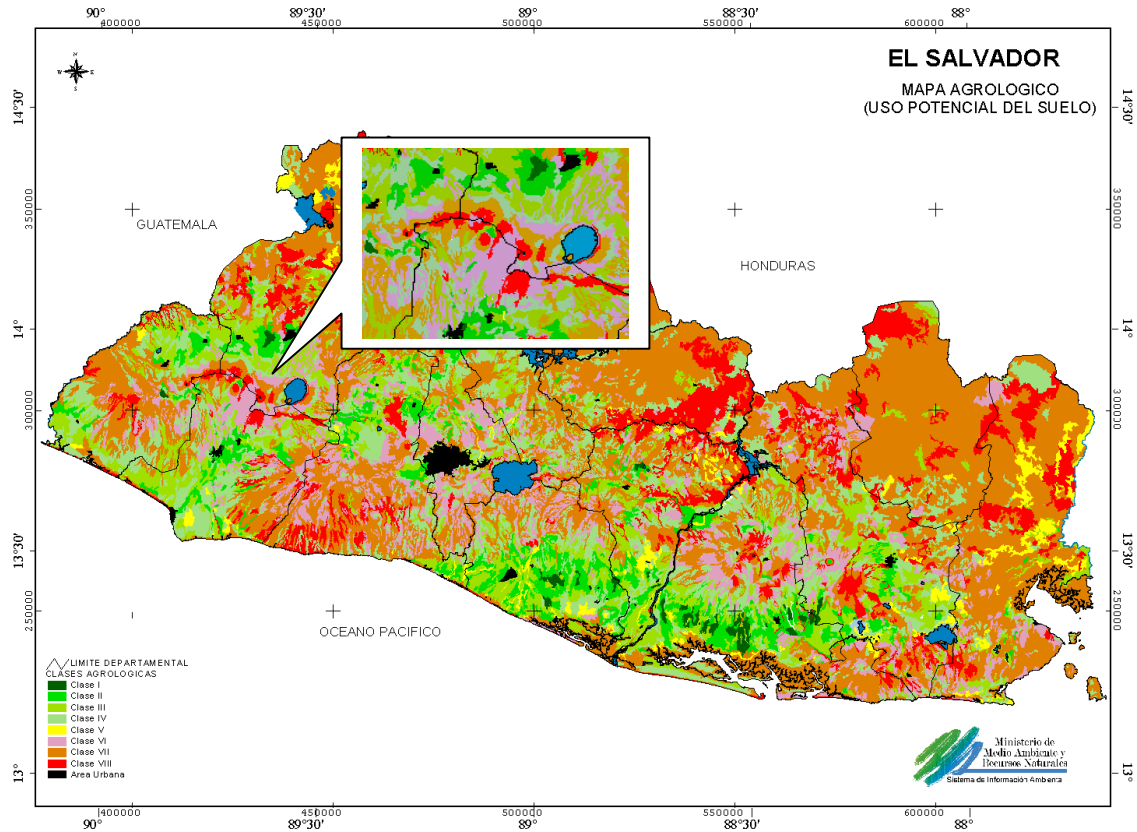 90° 89°30' 89° 88°30' 88°
400000 450000 500000 550000 600000
EL SALVADOR
MAPA AGROLOGICO
(USO POTENCIAL DEL SUELO)
N
W E
S
14°30' 14°30'
350000 350000
GUATEMALA
HONDURAS
14° 14°
300000 300000
13°30' 13°30'
250000 250000
OCEANO PACIFICO
LIMITE DEPARTAMENTAL
CLASES AGROLOGICAS
Clase I
Clase II
Clase III
Clase IV
Clase V
Clase VI
Clase VII
Clase VIII
Area Urbana
Ministerio de
Medio Ambiente y
Recursos Naturales
Sistema de Información Ambienta
13° 13°
400000 450000 500000 550000 600000
90° 89°30' 89° 88°30' 88°